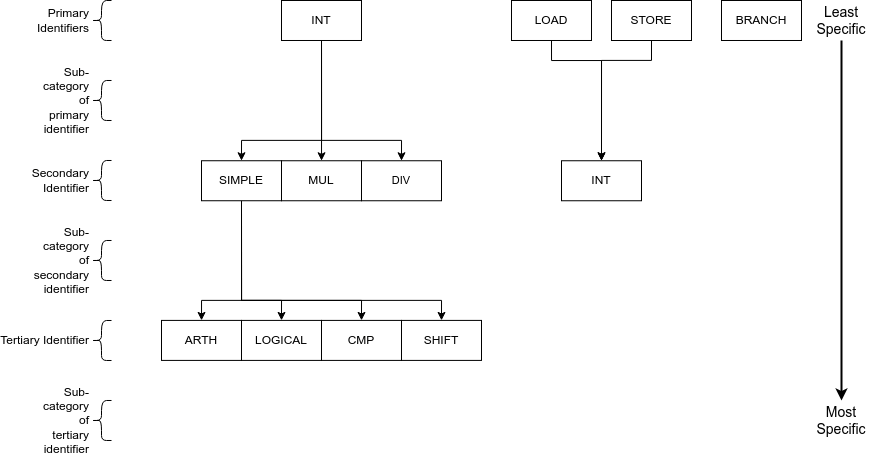 Primary
Identifiers
INT
LOAD
STORE
BRANCH
Least
Specific
Sub-
category
of
primary
identifier
Secondary
Identifier
SIMPLE
MUL
DIV
INT
Sub-
category
of
secondary
identifier
Tertiary Identifier
ARTH
LOGICAL
CMP
SHIFT
Sub-
category
of
tertiary
identifier
Most
Specific